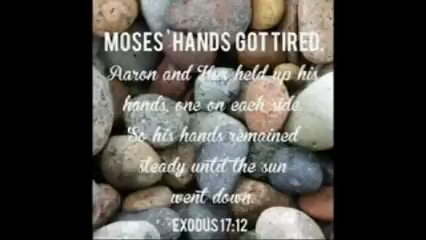 MOSES' HANDS GOT TIRED.
Aaron and Hur held up his
hands, one on each side.
So his hands remained
steady until the sun
went down.
EXODUS 17:12